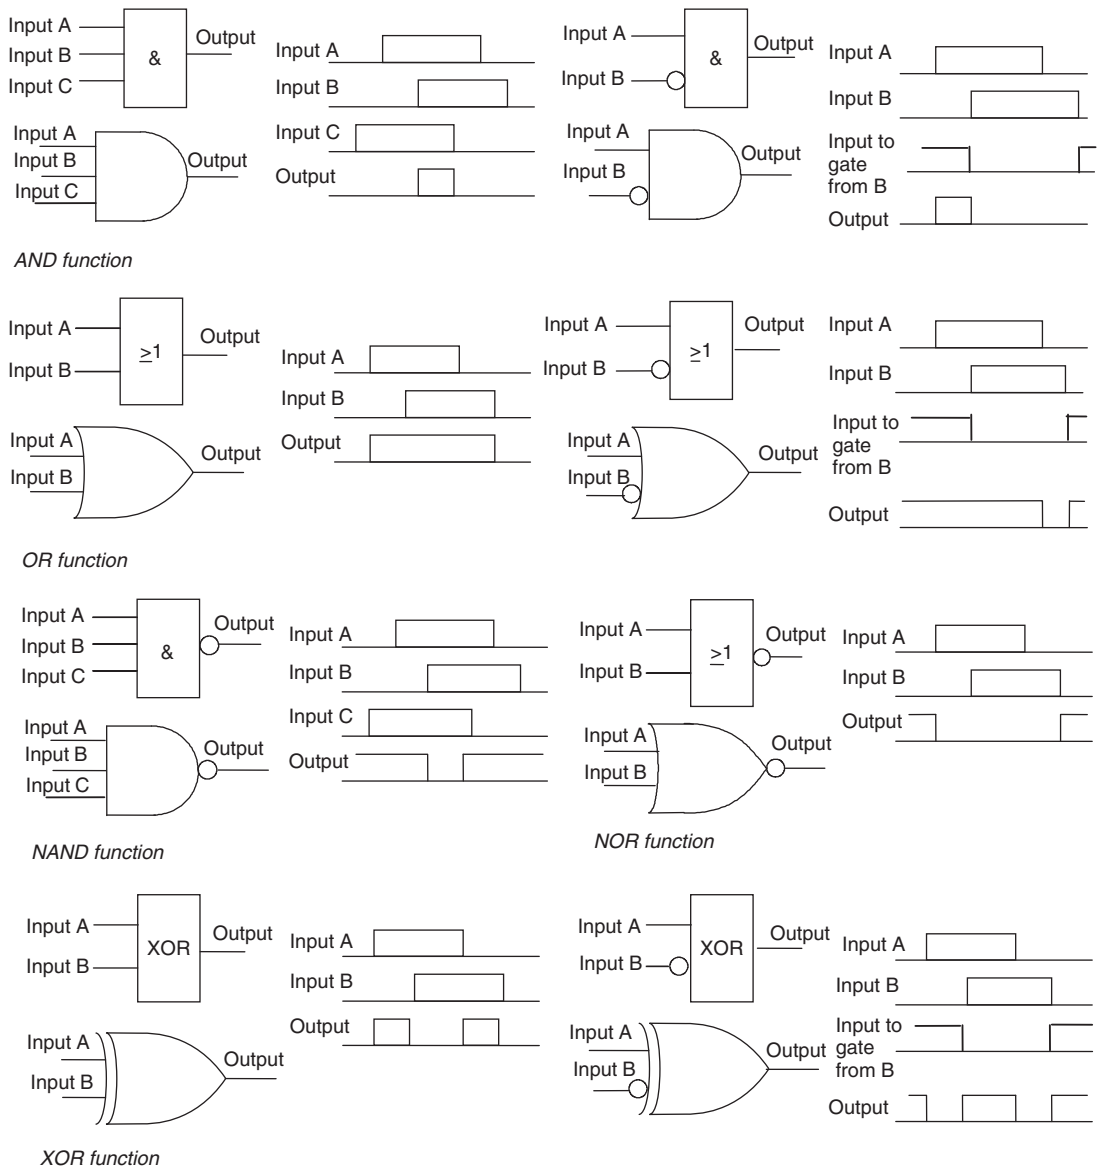 Input A
Input B
Input C
&
Output
Input A
Input B
Input C
Output
Input A
Input B
Input C
Output
AND function
Input A
Input B
&
Output
Input A
Input B
Output
Input A
Input B
Input to
gate
from B
Output
Input A
Input B
≥1
Output
Input A
Input B
Output
Input A
Input B
Output
OR function
Input A
Input B
≥1
Output
Input A
Input B
Output
Input A
Input B
Input to
gate
from B
Output
Input A
Input B
Input C
&
Output
Input A
Input B
Input C
Output
Input A
Input B
Input C
Output
NAND function
Input A
Input B
≥1
Output
Input A
Input B
Output
Input A
Input B
Output
NOR function
Input A
Input B
XOR
Output
Input A
Input B
Output
Input A
Input B
Output
XOR function
Input A
Input B
XOR
Output
Input A
Input B
Output
Input A
Input B
Input to
gate
from B
Output